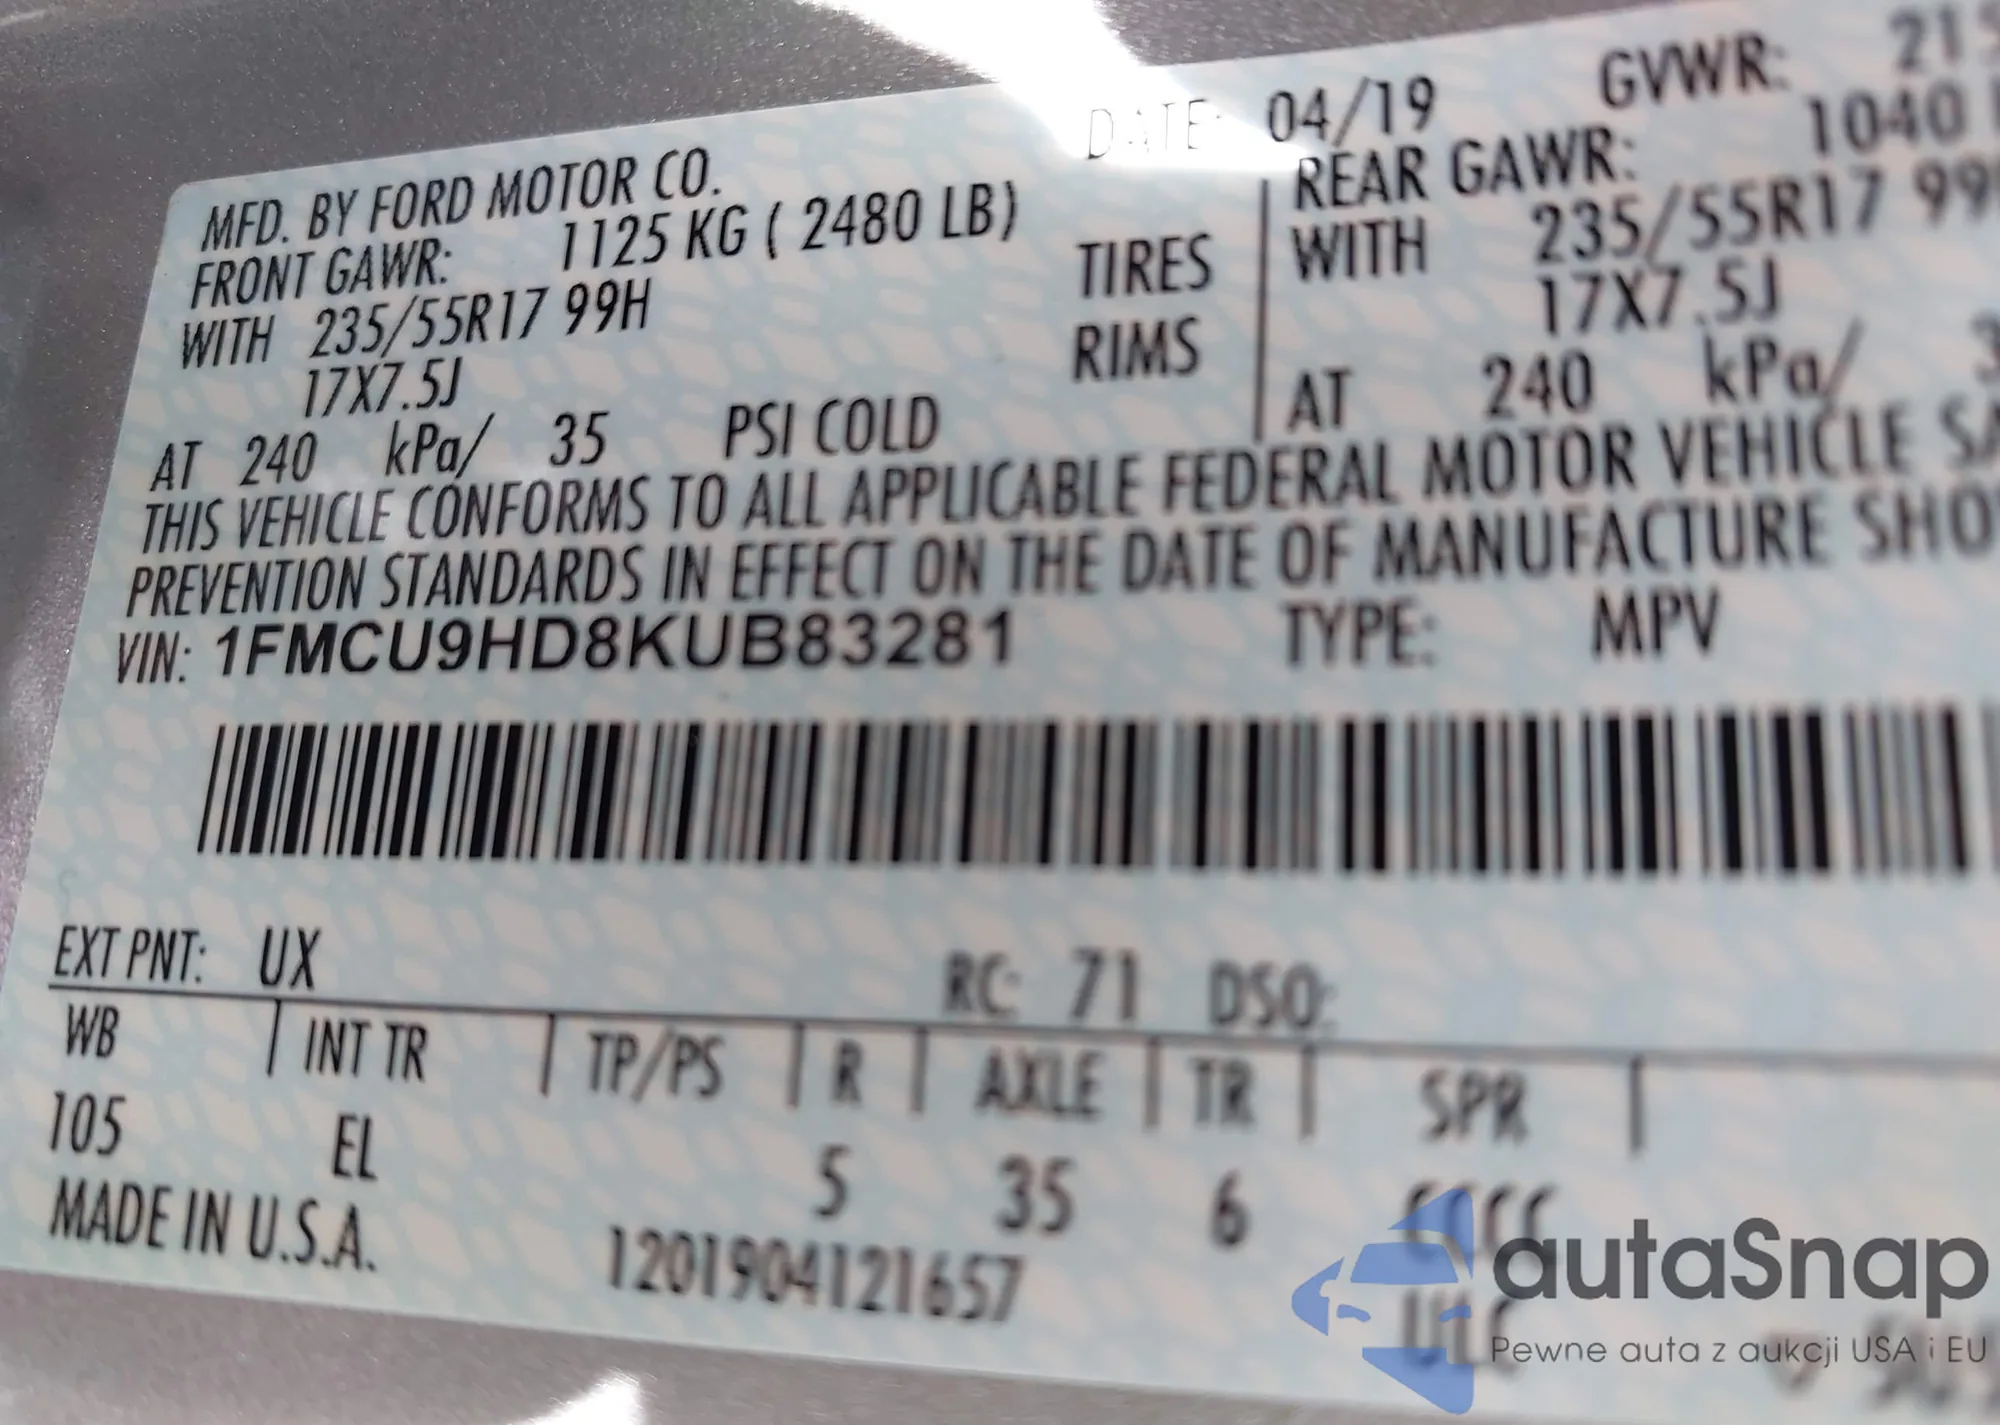 MFD. BY FORD MOTOR CO.
DATE: 04/19
GVWR:
FRONT GAWR: 1125 KG ( 2480 LB)
REAR GAWR: 1040
WITH 235/55R17 99H
TIRES
WITH 235/55R17
17X7.5J
RIMS
17X7.5J
AT 240 kPa/ 35 PSI COLD
AT 240 kPa/
THIS VEHICLE CONFORMS TO ALL APPLICABLE FEDERAL MOTOR VEHICLE SA
PREVENTION STANDARDS IN EFFECT ON THE DATE OF MANUFACTURE SHO
VIN: 1FMCU9HD8KUB83281
TYPE: MPV
EXT PNT: UX
RC: 71 DSO:
WB INT TR TP/PS R AXLE TR SPR
105 EL 5 35 6 CCCC
MADE IN U.S.A.
1201904121657
autaSnap
Pewne auta z aukcji USA i EU